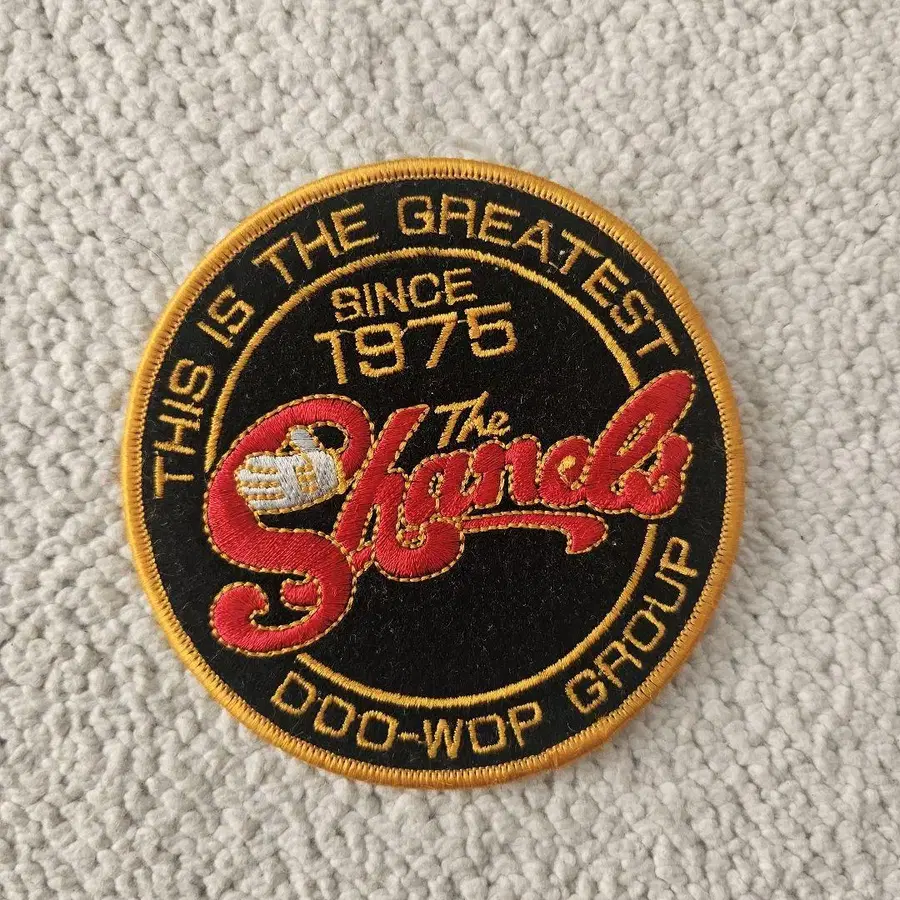 THIS IS THE GREATEST
SINCE
1975
The
Shanels
DOO-WOP GROUP